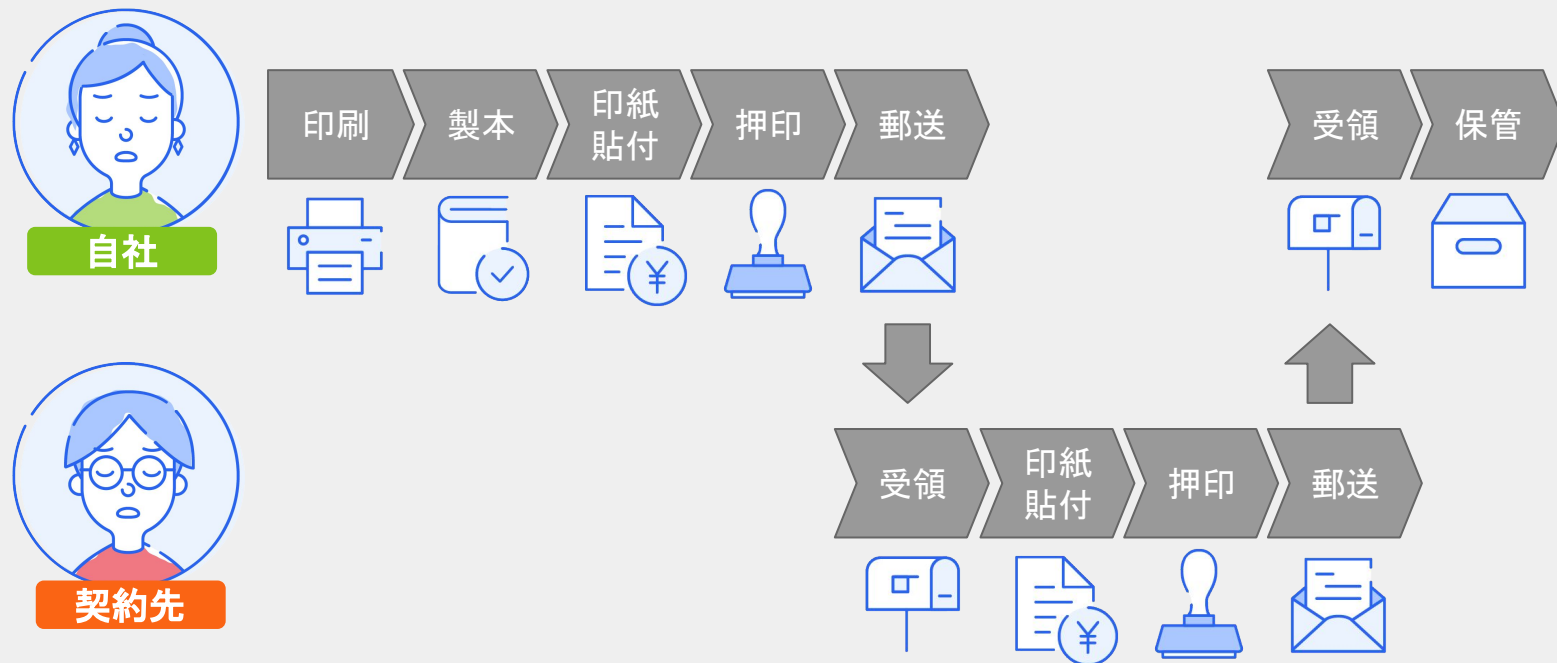 印刷
製本
印紙
貼付
押印
郵送
受領
保管
自社
受領
印紙
貼付
押印
郵送
契約先